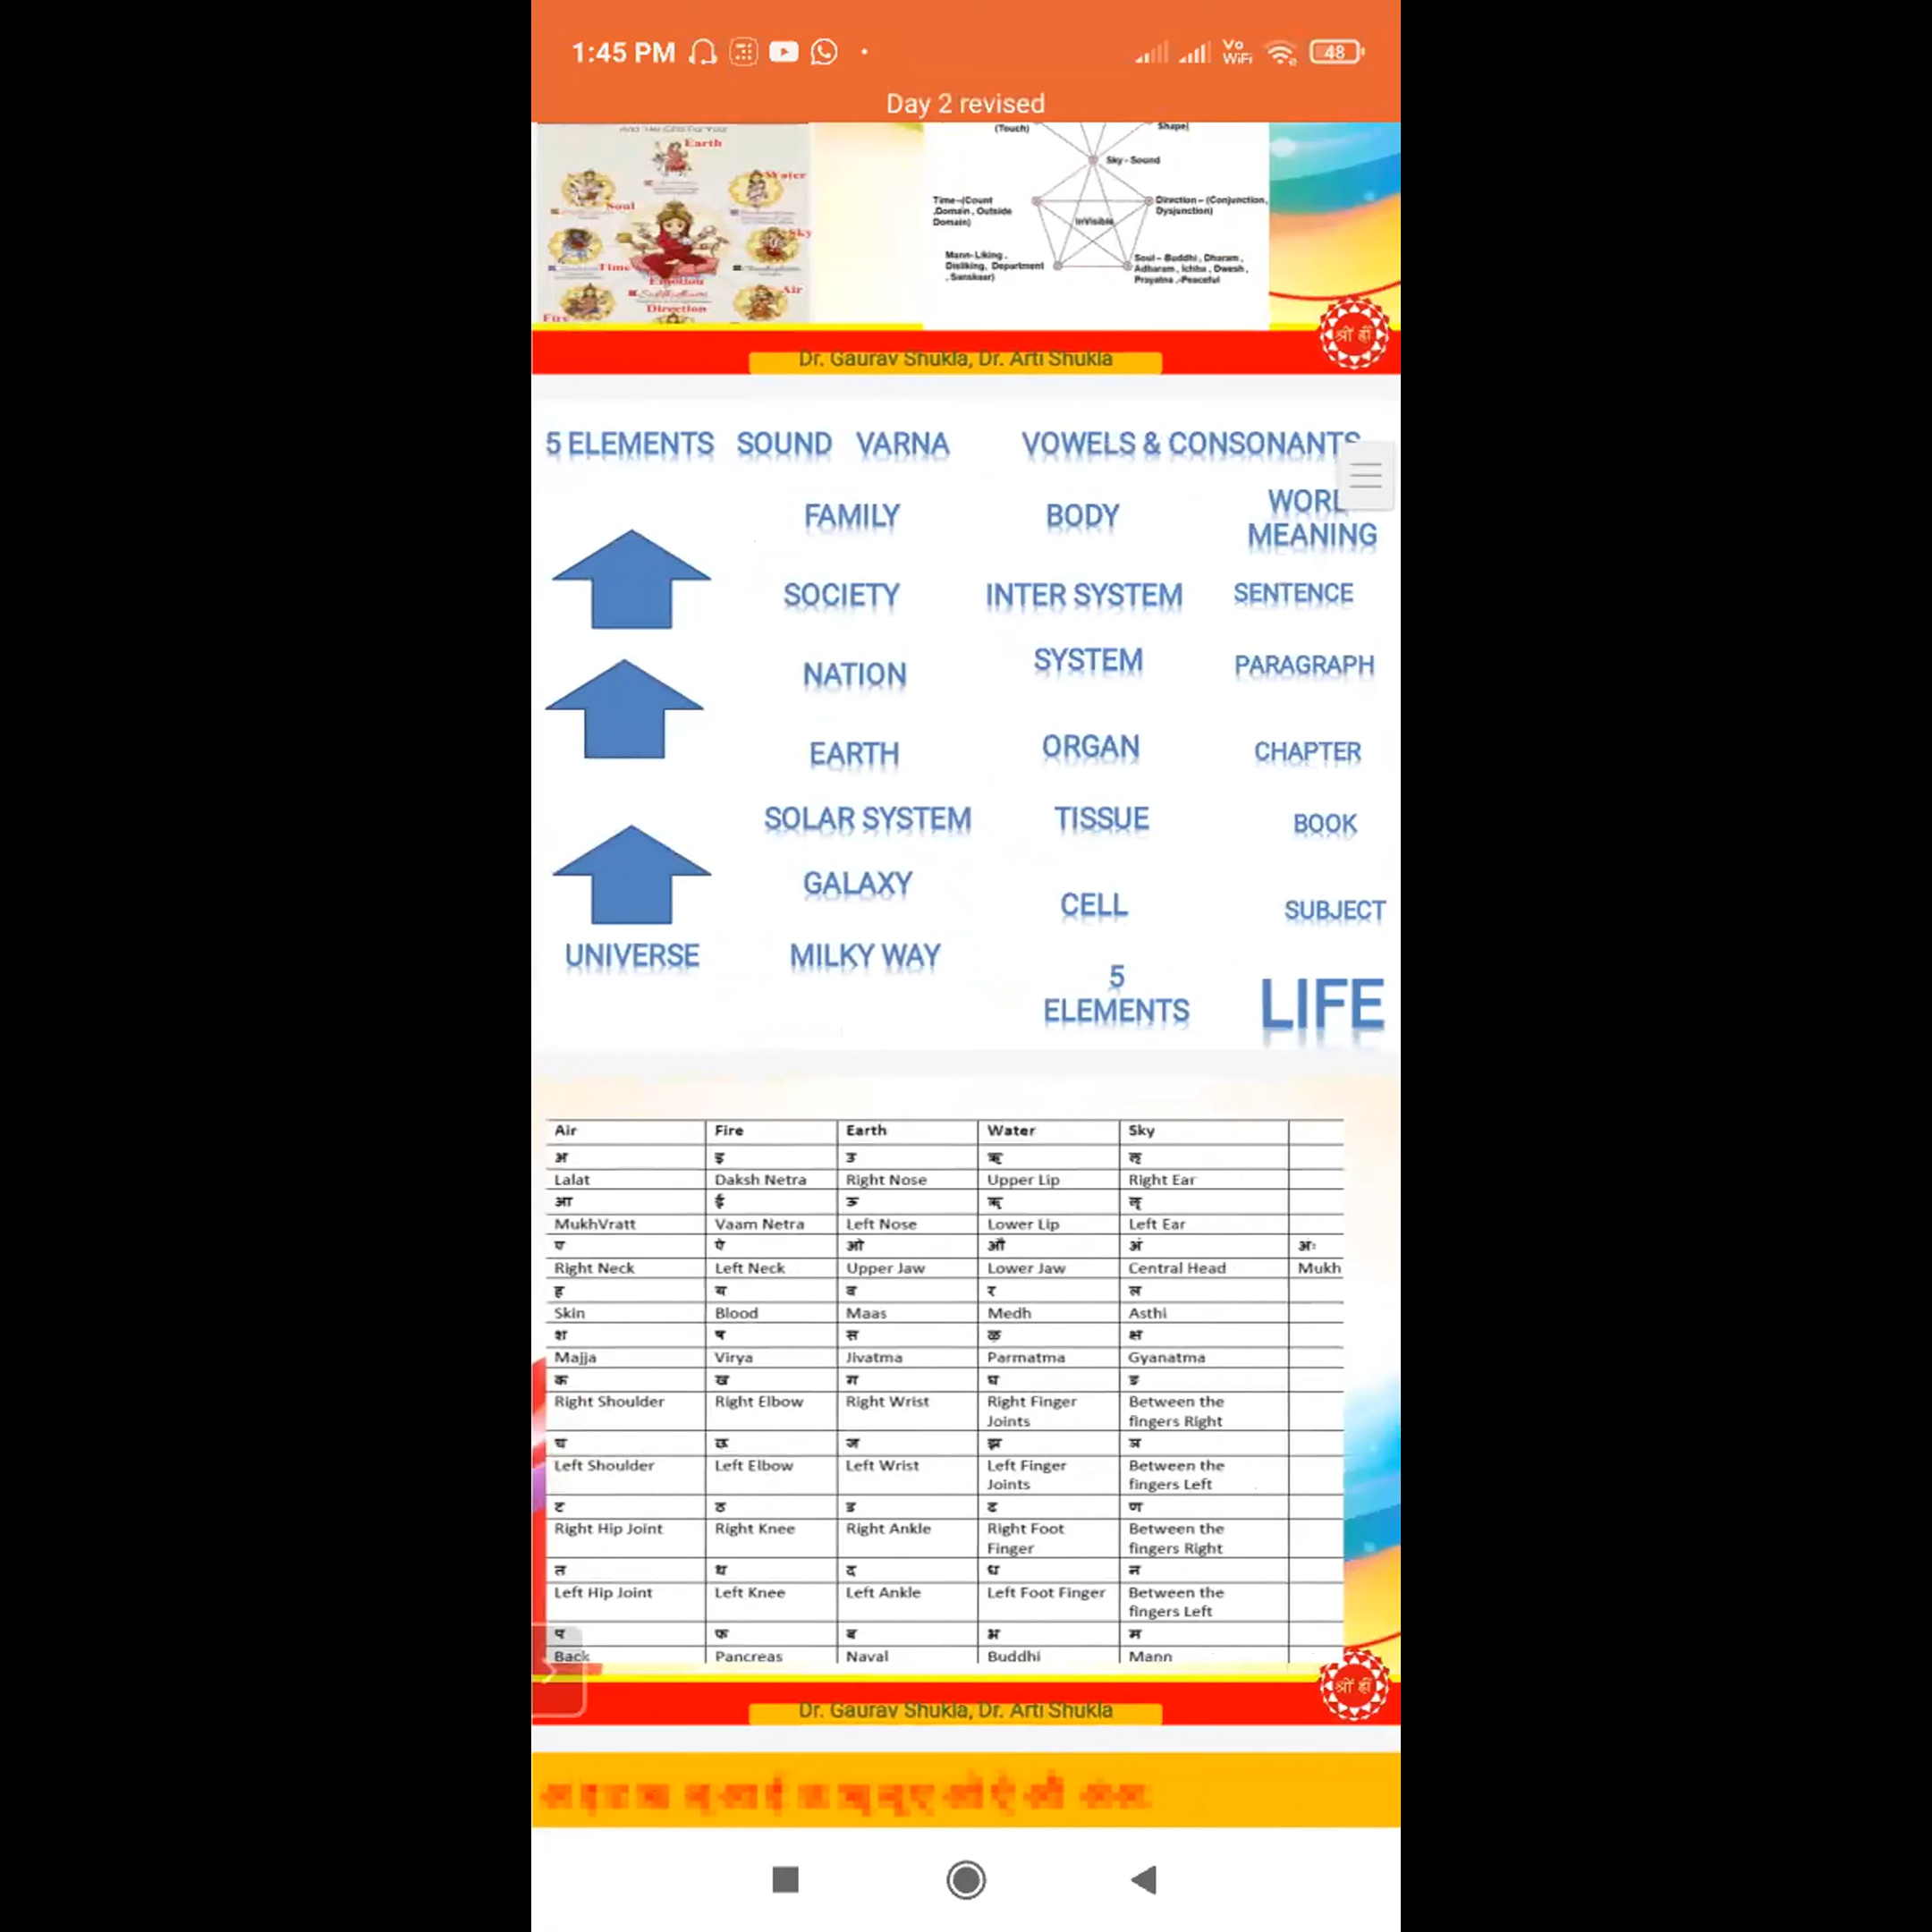 1:45 PM
Vo
WiFi
48
Day 2 revised
Earth
Water
Soul
Sky
Time
Emotion
Air
Direction
Fire
(Touch)
Shape)
Sky - Sound
Time-(Count
,Domain, Outside
Domain)
Direction - (Conjunction,
Dysjunction)
InVisible
Mann- Liking,
Disliking, Department
, Sanskaar)
Soul - Buddhi, Dharam,
Adharam, Ichha, Dwesh,
Prayatna,-Peaceful
श्रीं ह्रीं
Dr. Gaurav Shukla, Dr. Arti Shukla
5 ELEMENTS SOUND VARNA VOWELS & CONSONANTS
FAMILY BODY
MEANING
SOCIETY INTER SYSTEM SENTENCE
NATION SYSTEM PARAGRAPH
EARTH ORGAN CHAPTER
SOLAR SYSTEM TISSUE BOOK
GALAXY CELL SUBJECT
UNIVERSE MILKY WAY
5
ELEMENTS LIFE
Air Fire Earth Water Sky
अ इ उ ऋ ऌ
Lalat Daksh Netra Right Nose Upper Lip Right Ear
आ ई ऊ ॠ ॡ
MukhVratt Vaam Netra Left Nose Lower Lip Left Ear
ए ऐ ओ औ अं अः
Right Neck Left Neck Upper Jaw Lower Jaw Central Head Mukh
ह य व र ल
Skin Blood Maas Medh Asthi
श ष स ळ क्ष
Majja Virya Jivatma Parmatma Gyanatma
क ख ग घ ङ
Right Shoulder Right Elbow Right Wrist Right Finger Joints Between the fingers Right
च छ ज झ ञ
Left Shoulder Left Elbow Left Wrist Left Finger Joints Between the fingers Left
ट ठ ड ढ ण
Right Hip Joint Right Knee Right Ankle Right Foot Finger Between the fingers Right
त थ द ध न
Left Hip Joint Left Knee Left Ankle Left Foot Finger Between the fingers Left
प फ ब भ म
Back Pancreas Naval Buddhi Mann
श्रीं ह्रीं
Dr. Gaurav Shukla, Dr. Arti Shukla